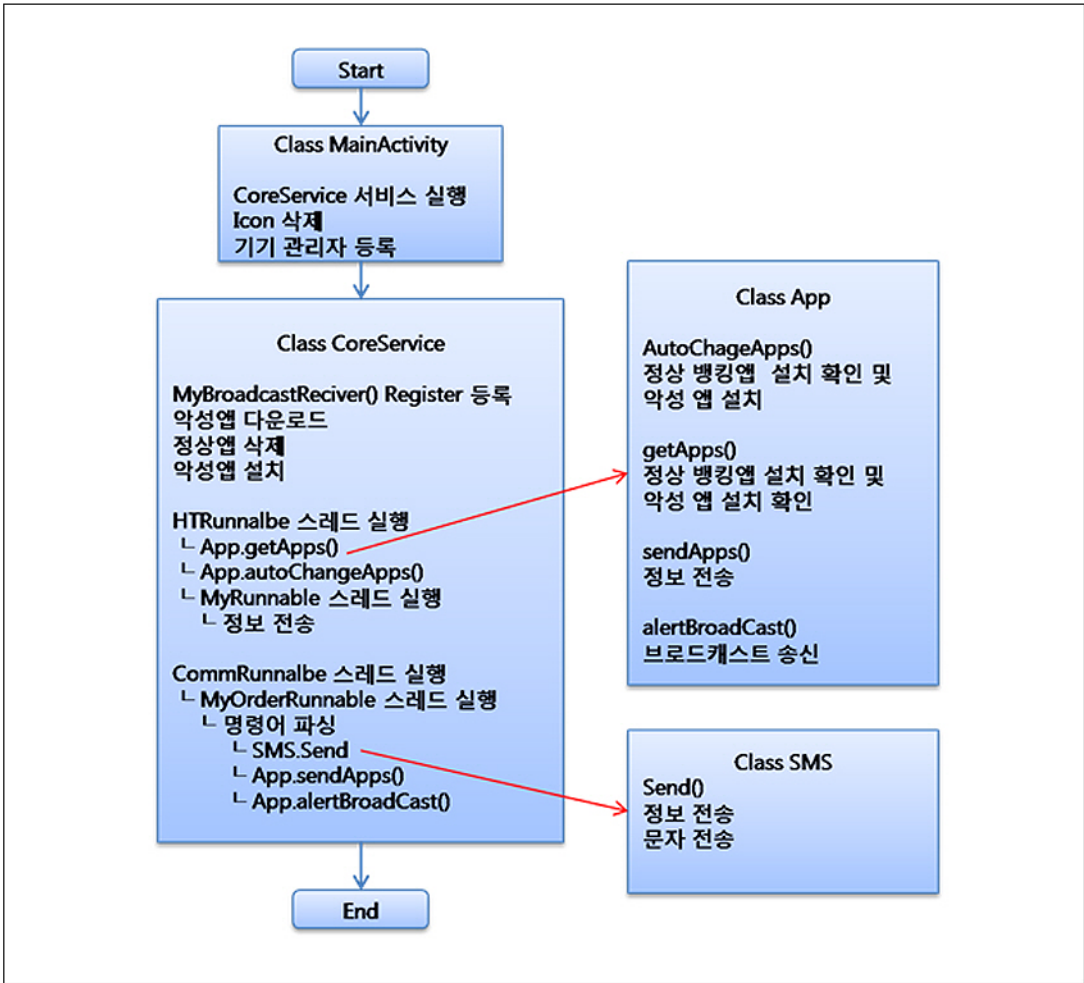 Start
Class MainActivity
CoreService 서비스 실행
Icon 삭제
기기 관리자 등록
Class CoreService
MyBroadcastReciver() Register 등록
악성앱 다운로드
정상앱 삭제
악성앱 설치
HTRunnalbe 스레드 실행
└ App.getApps()
└ App.autoChangeApps()
└ MyRunnable 스레드 실행
└ 정보 전송
CommRunnalbe 스레드 실행
└ MyOrderRunnable 스레드 실행
└ 명령어 파싱
└ SMS.Send
└ App.sendApps()
└ App.alertBroadCast()
End
Class App
AutoChageApps()
정상 뱅킹앱 설치 확인 및
악성 앱 설치
getApps()
정상 뱅킹앱 설치 확인 및
악성 앱 설치 확인
sendApps()
정보 전송
alertBroadCast()
브로드캐스트 송신
Class SMS
Send()
정보 전송
문자 전송